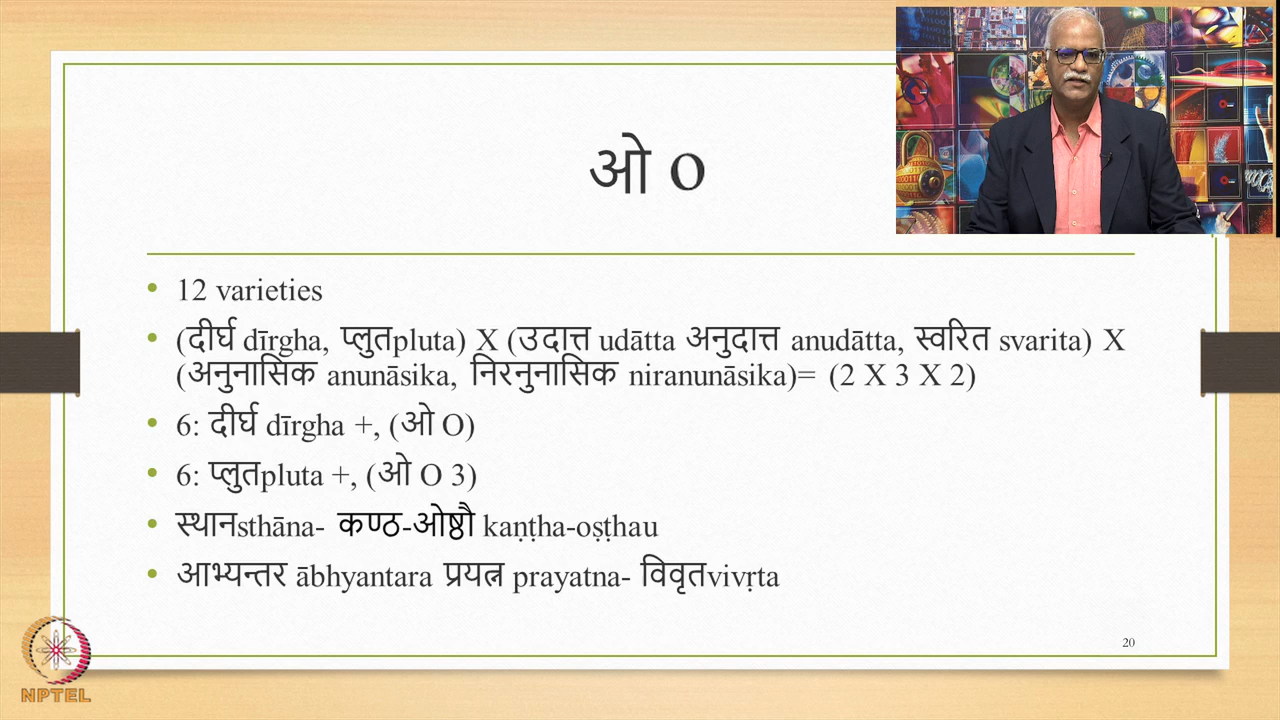 ओ o
• 12 varieties
• (दीर्घ dīrgha, प्लुतpluta) X (उदात्त udātta अनुदात्त anudātta, स्वरित svarita) X
(अनुनासिक anunāsika, निरनुनासिक niranunāsika)= (2 X 3 X 2)
• 6: दीर्घ dīrgha +, (ओ O)
• 6: प्लुतpluta +, (ओ O 3)
• स्थानsthāna- कण्ठ-ओष्ठौ kaṇṭha-oṣṭhau
• आभ्यन्तर ābhyantara प्रयत्न prayatna- विवृतvivṛta
20
NPTEL